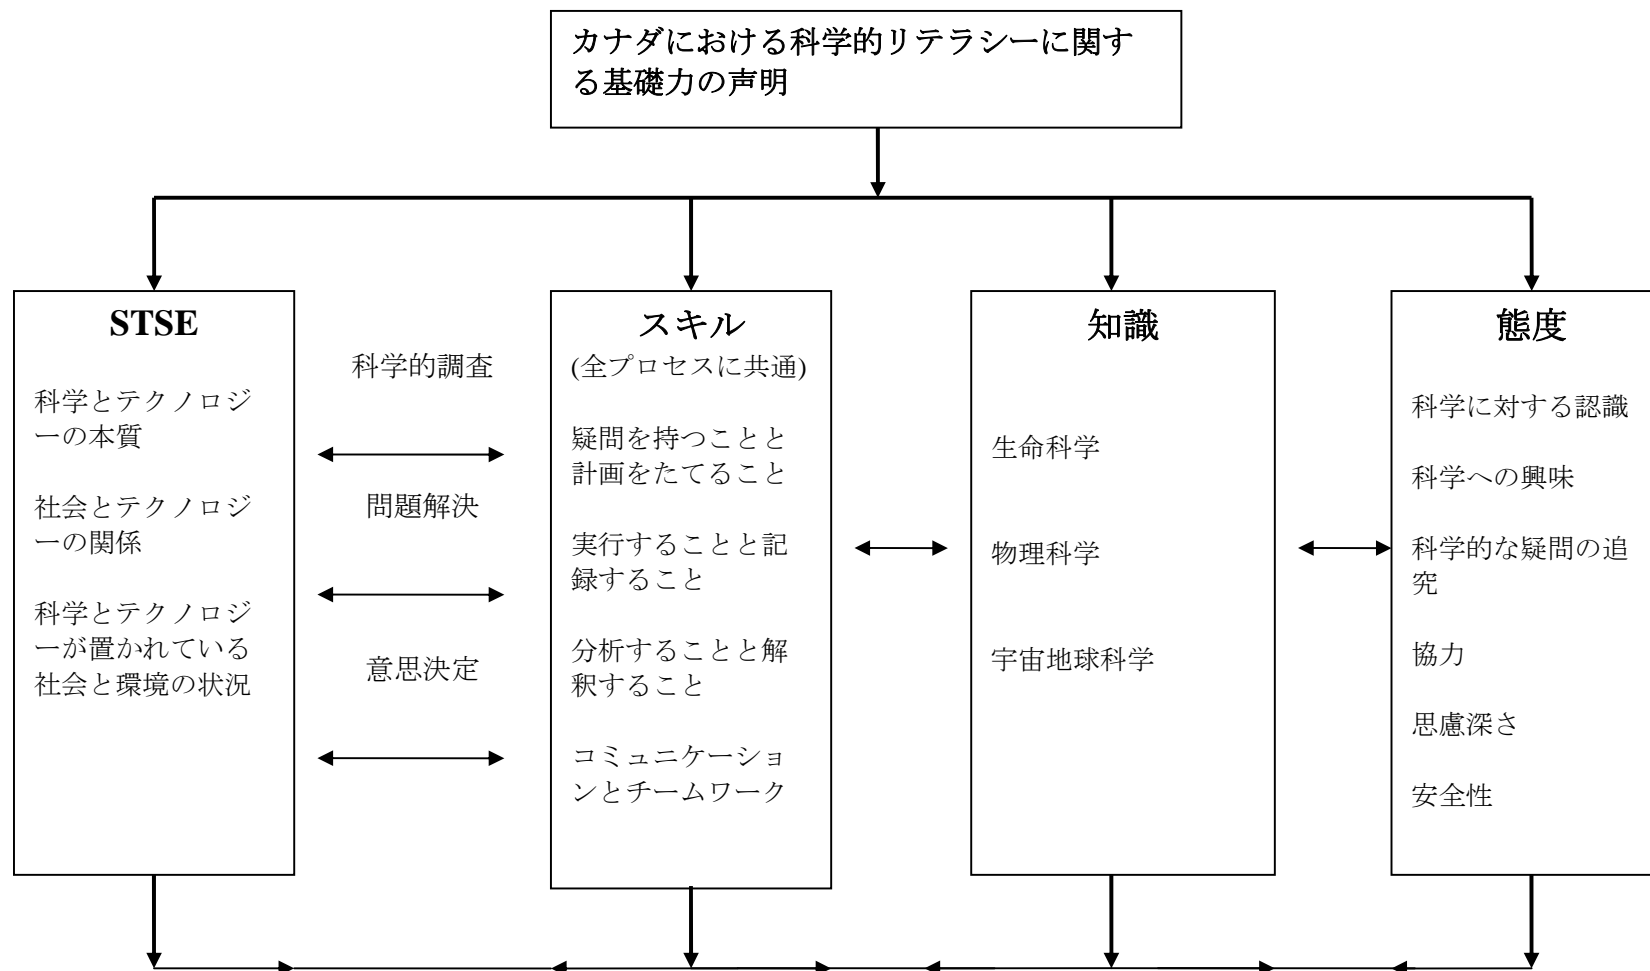 カナダにおける科学的リテラシーに関す
る基礎力の声明
STSE
科学とテクノロジ
ーの本質
社会とテクノロジ
ーの関係
科学とテクノロジ
ーが置かれている
社会と環境の状況
科学的調査
問題解決
意思決定
スキル
(全プロセスに共通)
疑問を持つことと
計画をたてること
実行することと記
録すること
分析することと解
釈すること
コミュニケーショ
ンとチームワーク
知識
生命科学
物理科学
宇宙地球科学
態度
科学に対する認識
科学への興味
科学的な疑問の追
究
協力
思慮深さ
安全性